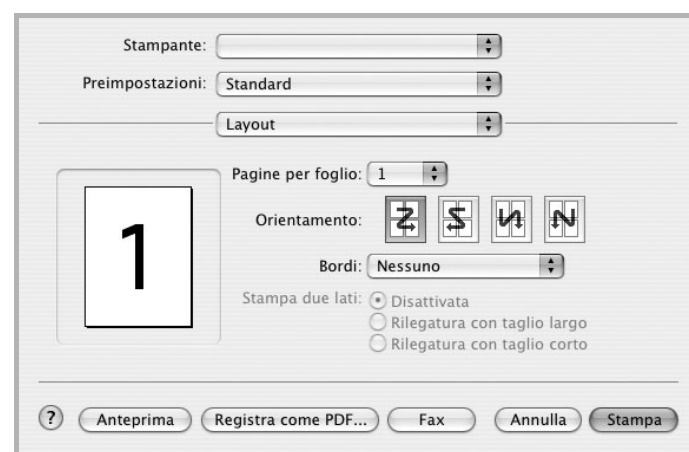 Stampante:
Preimpostazioni: Standard
Layout
Pagine per foglio: 1
1
Orientamento:
Bordi: Nessuno
Stampa due lati: Disattivata
Rilegatura con taglio largo
Rilegatura con taglio corto
? Anteprima Registra come PDF... Fax Annulla Stampa